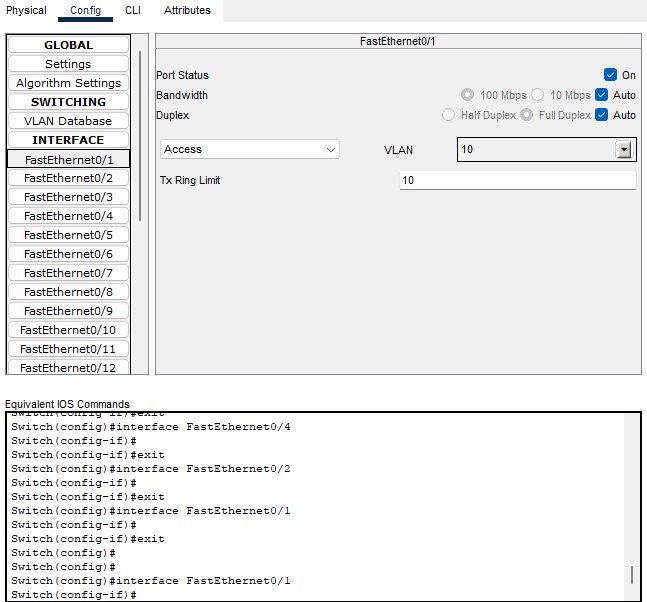 Physical Config CLI Attributes
GLOBAL
Settings
Algorithm Settings
SWITCHING
VLAN Database
INTERFACE
FastEthernet0/1
FastEthernet0/2
FastEthernet0/3
FastEthernet0/4
FastEthernet0/5
FastEthernet0/6
FastEthernet0/7
FastEthernet0/8
FastEthernet0/9
FastEthernet0/10
FastEthernet0/11
FastEthernet0/12
FastEthernet0/1
Port Status On
Bandwidth 100 Mbps 10 Mbps Auto
Duplex Half Duplex Full Duplex Auto
Access VLAN 10
Tx Ring Limit 10
Equivalent IOS Commands
Switch(config-if)#exit
Switch(config)#interface FastEthernet0/4
Switch(config-if)#
Switch(config-if)#exit
Switch(config)#interface FastEthernet0/2
Switch(config-if)#
Switch(config-if)#exit
Switch(config)#interface FastEthernet0/1
Switch(config-if)#
Switch(config-if)#exit
Switch(config)#
Switch(config)#
Switch(config)#interface FastEthernet0/1
Switch(config-if)#